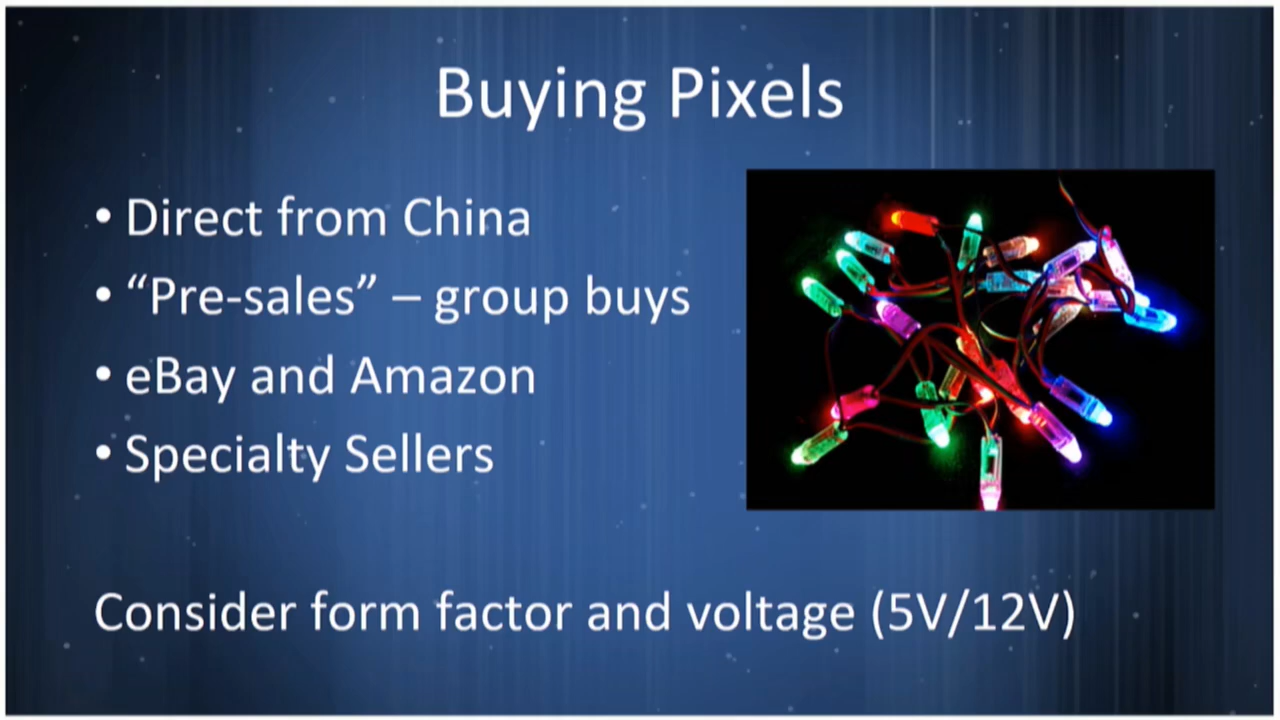 Buying Pixels
• Direct from China
• “Pre-sales” – group buys
• eBay and Amazon
• Specialty Sellers
Consider form factor and voltage (5V/12V)